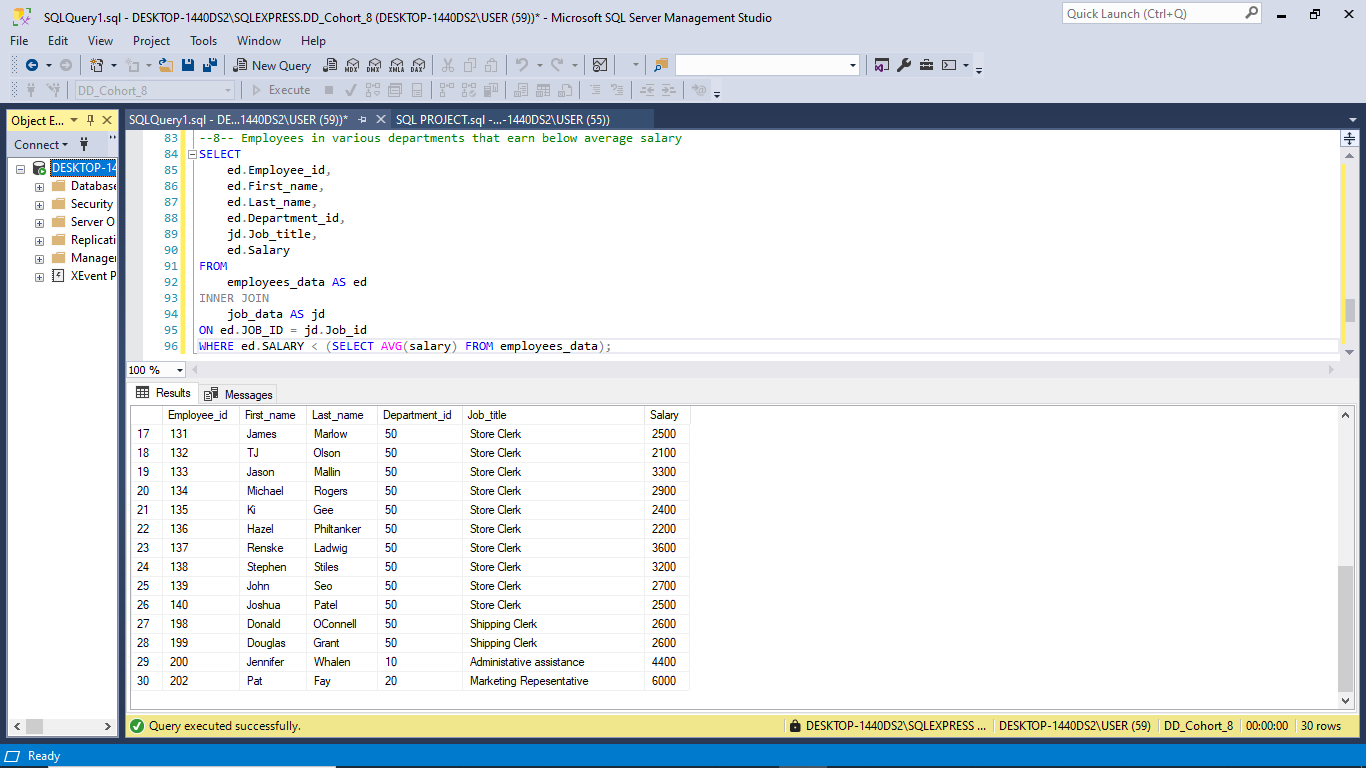 SQLQuery1.sql - DESKTOP-1440DS2\SQLEXPRESS.DD_Cohort_8 (DESKTOP-1440DS2\USER (59))* - Microsoft SQL Server Management Studio
Quick Launch (Ctrl+Q)
File Edit View Project Tools Window Help
New Query MDX DMX XMLA DAX
DD_Cohort_8 Execute
Object E...
SQLQuery1.sql - DE...1440DS2\USER (59))* SQL PROJECT.sql -...-1440DS2\USER (55))
Connect
DESKTOP-14
Database
Security
Server O
Replicati
Manager
XEvent P
83 --8-- Employees in various departments that earn below average salary
84 SELECT
85 ed.Employee_id,
86 ed.First_name,
87 ed.Last_name,
88 ed.Department_id,
89 jd.Job_title,
90 ed.Salary
91 FROM
92 employees_data AS ed
93 INNER JOIN
94 job_data AS jd
95 ON ed.JOB_ID = jd.Job_id
96 WHERE ed.SALARY < (SELECT AVG(salary) FROM employees_data);
100 %
Results Messages
Employee_id First_name Last_name Department_id Job_title Salary
17 131 James Marlow 50 Store Clerk 2500
18 132 TJ Olson 50 Store Clerk 2100
19 133 Jason Mallin 50 Store Clerk 3300
20 134 Michael Rogers 50 Store Clerk 2900
21 135 Ki Gee 50 Store Clerk 2400
22 136 Hazel Philtanker 50 Store Clerk 2200
23 137 Renske Ladwig 50 Store Clerk 3600
24 138 Stephen Stiles 50 Store Clerk 3200
25 139 John Seo 50 Store Clerk 2700
26 140 Joshua Patel 50 Store Clerk 2500
27 198 Donald OConnell 50 Shipping Clerk 2600
28 199 Douglas Grant 50 Shipping Clerk 2600
29 200 Jennifer Whalen 10 Administative assistance 4400
30 202 Pat Fay 20 Marketing Repesentative 6000
Query executed successfully. DESKTOP-1440DS2\SQLEXPRESS ... DESKTOP-1440DS2\USER (59) DD_Cohort_8 00:00:00 30 rows
Ready